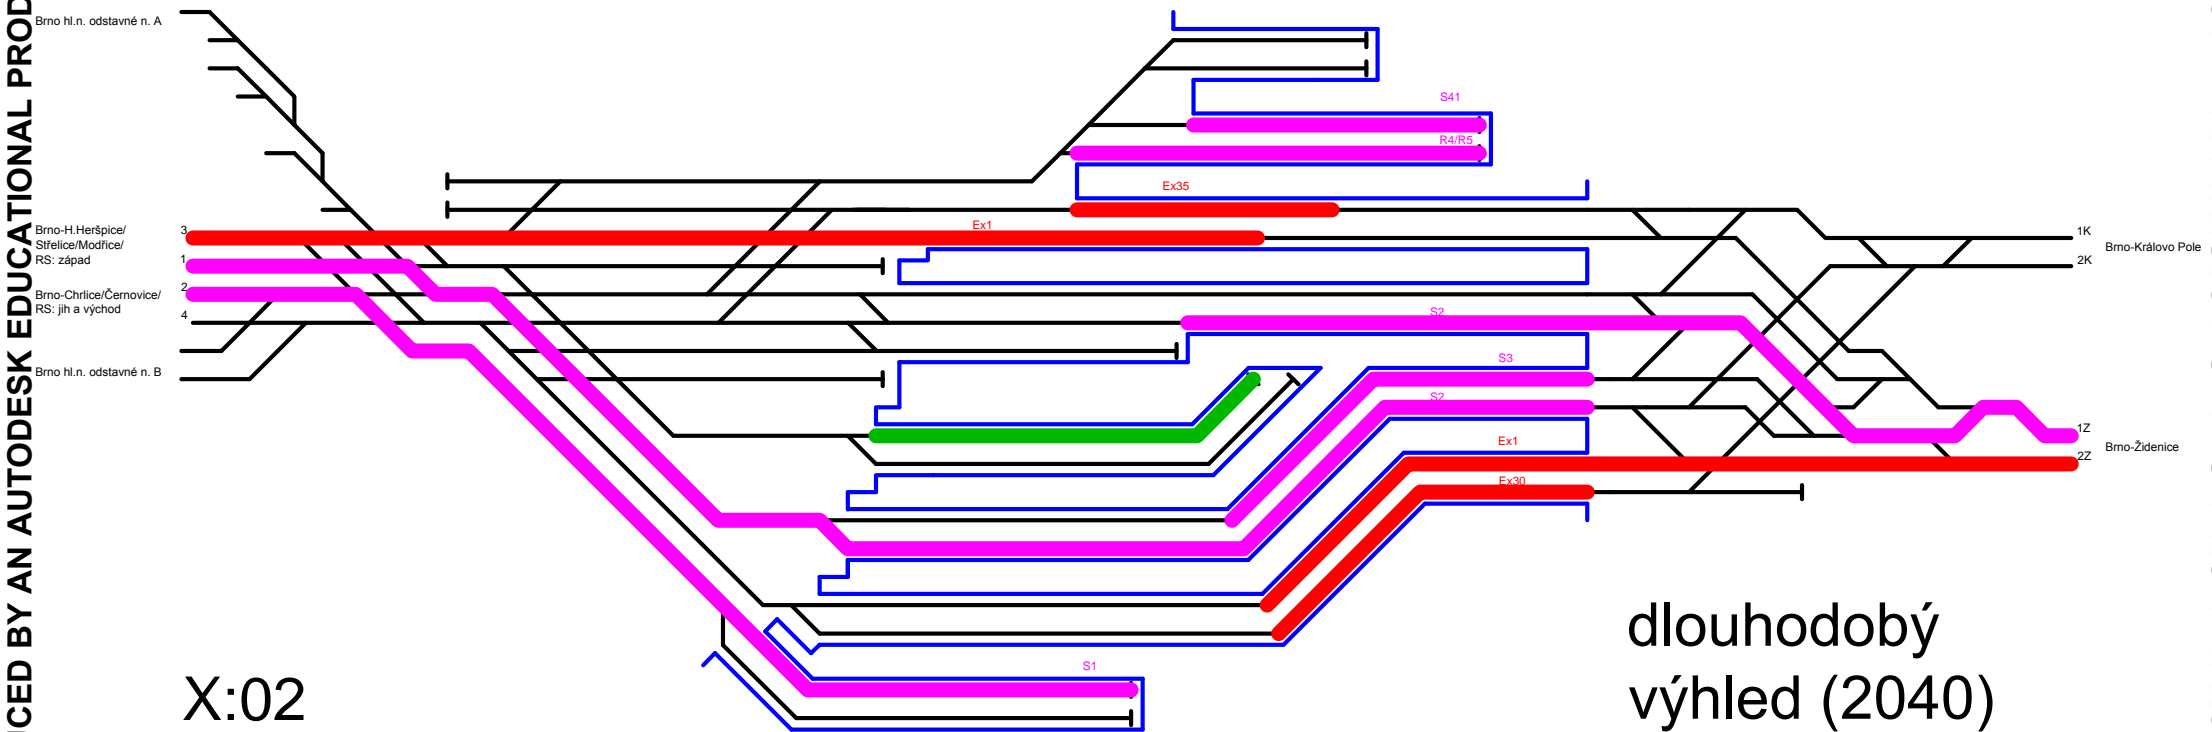 ICED BY AN AUTODESK EDUCATIONAL PROD
Brno hl.n. odstavné n. A
S41
R4/R5
Ex35
Ex1
Brno-H.Heršpice/
Střelice/Modřice/
RS: západ
3
1
Brno-Chrlice/Černovice/
RS: jih a východ
2
4
Brno hl.n. odstavné n. B
1K
2K
Brno-Královo Pole
S2
S3
S2
Ex1
Ex30
1Z
2Z
Brno-Židenice
S1
X:02
dlouhodobý
výhled (2040)